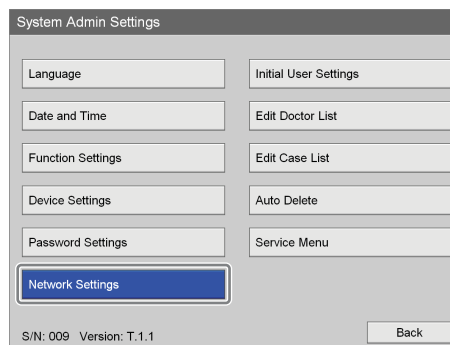 System Admin Settings
Language
Initial User Settings
Date and Time
Edit Doctor List
Function Settings
Edit Case List
Device Settings
Auto Delete
Password Settings
Service Menu
Network Settings
S/N: 009 Version: T.1.1
Back